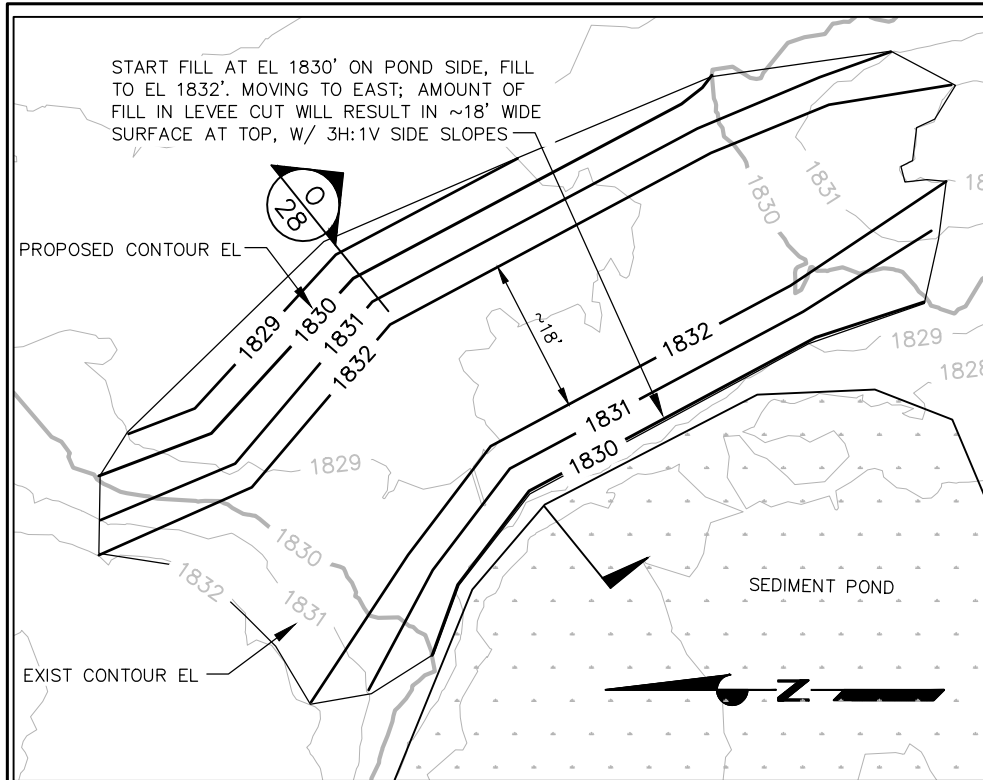 START FILL AT EL 1830' ON POND SIDE, FILL
TO EL 1832'. MOVING TO EAST; AMOUNT OF
FILL IN LEVEE CUT WILL RESULT IN ~18' WIDE
SURFACE AT TOP, W/ 3H:1V SIDE SLOPES
1831
1830
18
O
28
PROPOSED CONTOUR EL
1829
1830
1831
1832
~18'
1832
1831
1830
1829
1828
1829
1830
1832
1831
SEDIMENT POND
EXIST CONTOUR EL
N